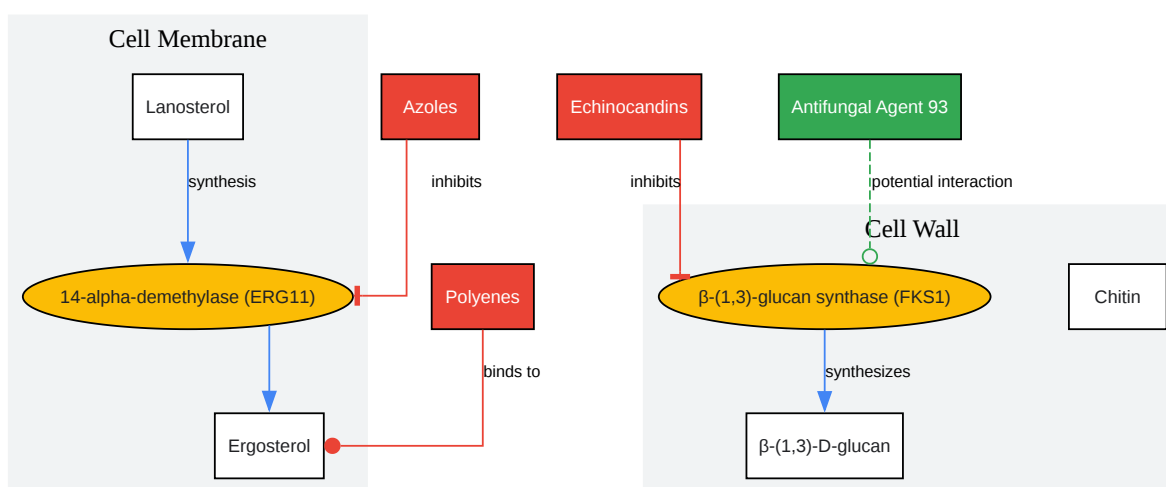 Cell Membrane
Lanosterol
Azoles
Echinocandins
Antifungal Agent 93
synthesis
inhibits
inhibits
potential interaction
Cell Wall
14-alpha-demethylase (ERG11)
Polyenes
β-(1,3)-glucan synthase (FKS1)
Chitin
binds to
synthesizes
Ergosterol
β-(1,3)-D-glucan